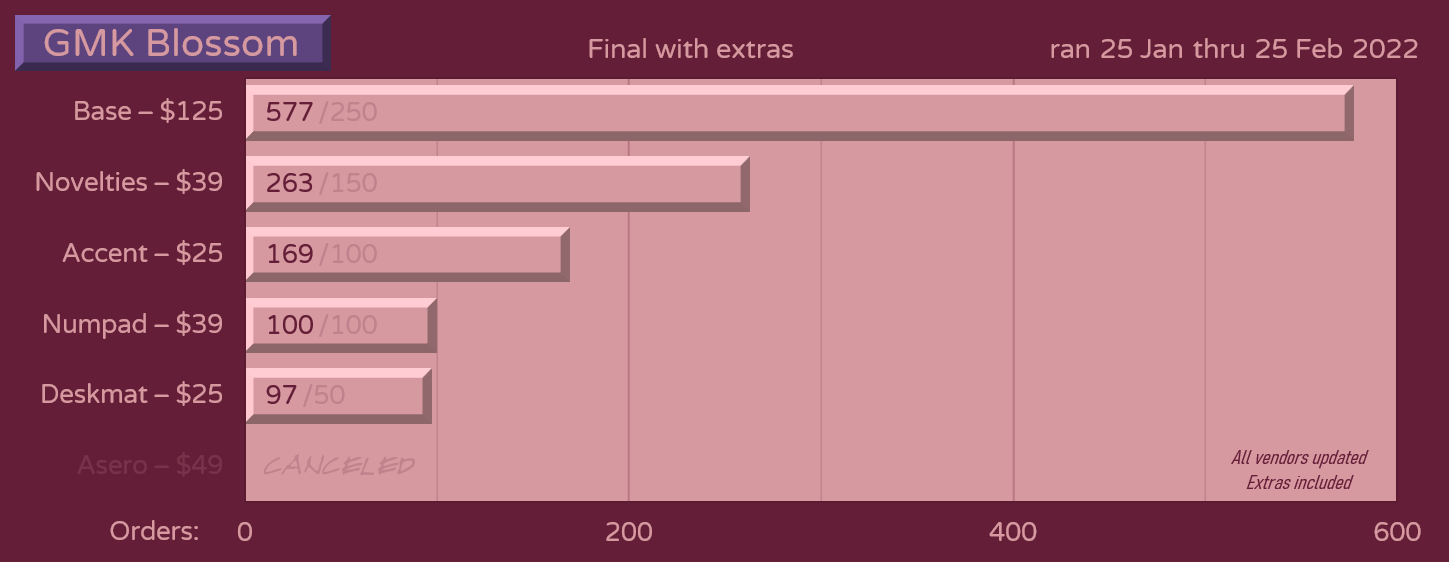 GMK Blossom
Final with extras
ran 25 Jan thru 25 Feb 2022
Base – $125
577 /250
Novelties – $39
263 /150
Accent – $25
169 /100
Numpad – $39
100 /100
Deskmat – $25
97 /50
Asero – $49
CANCELED
All vendors updated
Extras included
Orders: 0 200 400 600